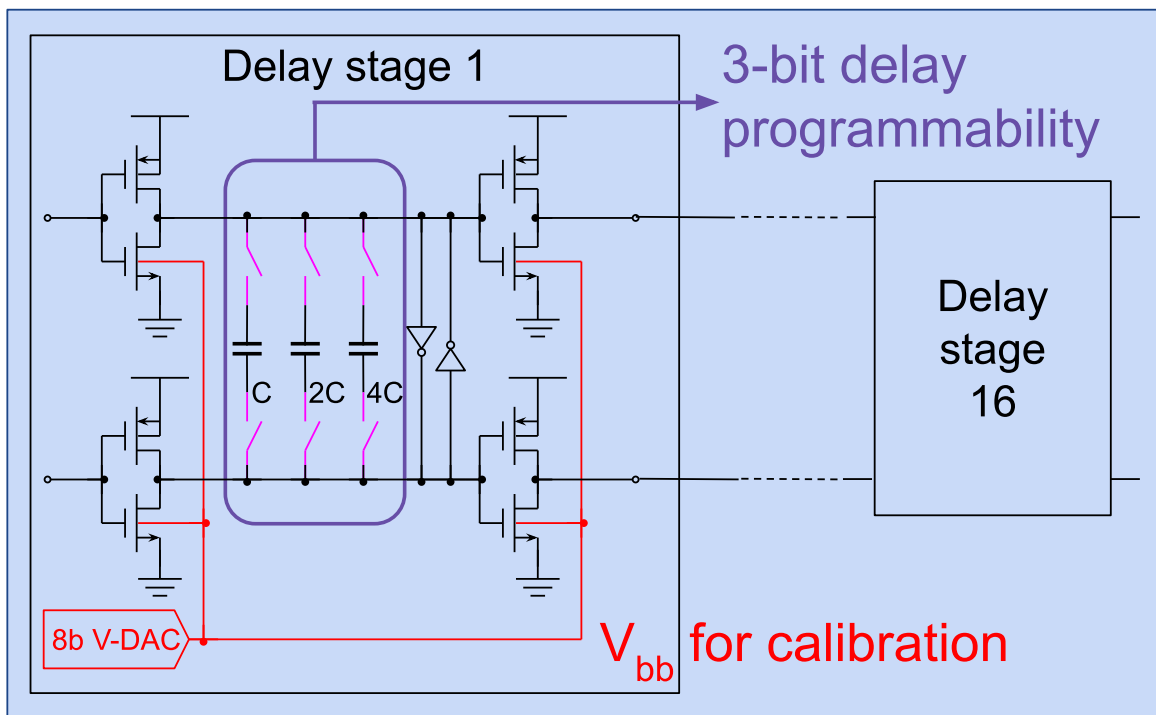 Delay stage 1
3-bit delay
programmability
Delay
stage
16
C
2C
4C
8b V-DAC
Vbb for calibration